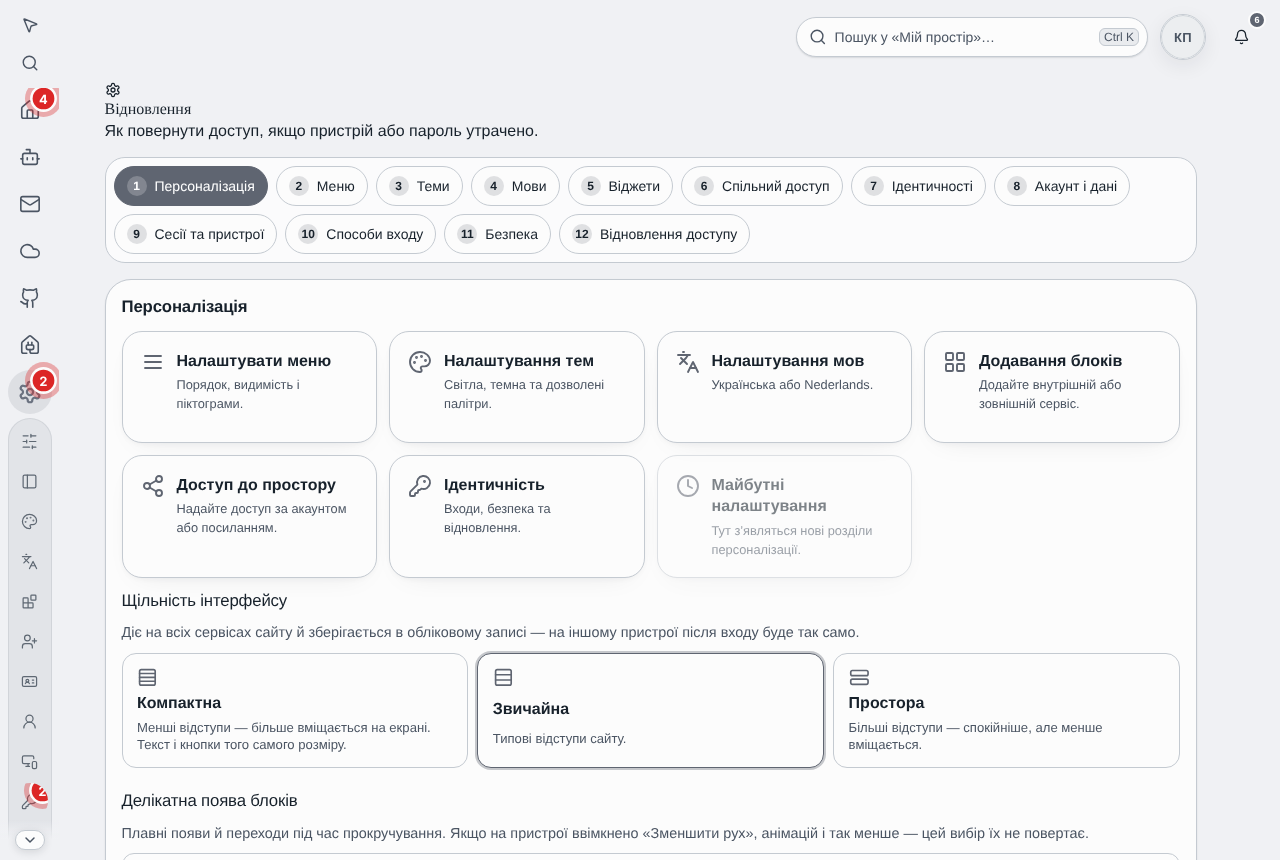 Пошук у «Мій простір»…
Ctrl K
КП
6
4
Відновлення
Як повернути доступ, якщо пристрій або пароль утрачено.
1 Персоналізація
2 Меню
3 Теми
4 Мови
5 Віджети
6 Спільний доступ
7 Ідентичності
8 Акаунт і дані
9 Сесії та пристрої
10 Способи входу
11 Безпека
12 Відновлення доступу
2
Персоналізація
Налаштувати меню
Порядок, видимість і
піктограми.
Налаштування тем
Світла, темна та дозволені
палітри.
Налаштування мов
Українська або Nederlands.
Додавання блоків
Додайте внутрішній або
зовнішній сервіс.
Доступ до простору
Надайте доступ за акаунтом
або посиланням.
Ідентичність
Входи, безпека та
відновлення.
Майбутні
налаштування
Тут з'являться нові розділи
персоналізації.
Щільність інтерфейсу
Діє на всіх сервісах сайту й зберігається в обліковому записі — на іншому пристрої після входу буде так само.
Компактна
Менші відступи — більше вміщається на екрані.
Текст і кнопки того самого розміру.
Звичайна
Типові відступи сайту.
Простора
Більші відступи — спокійніше, але менше
вміщається.
2
Делікатна поява блоків
Плавні появи й переходи під час прокручування. Якщо на пристрої ввімкнено «Зменшити рух», анімацій і так менше — цей вибір їх не повертає.